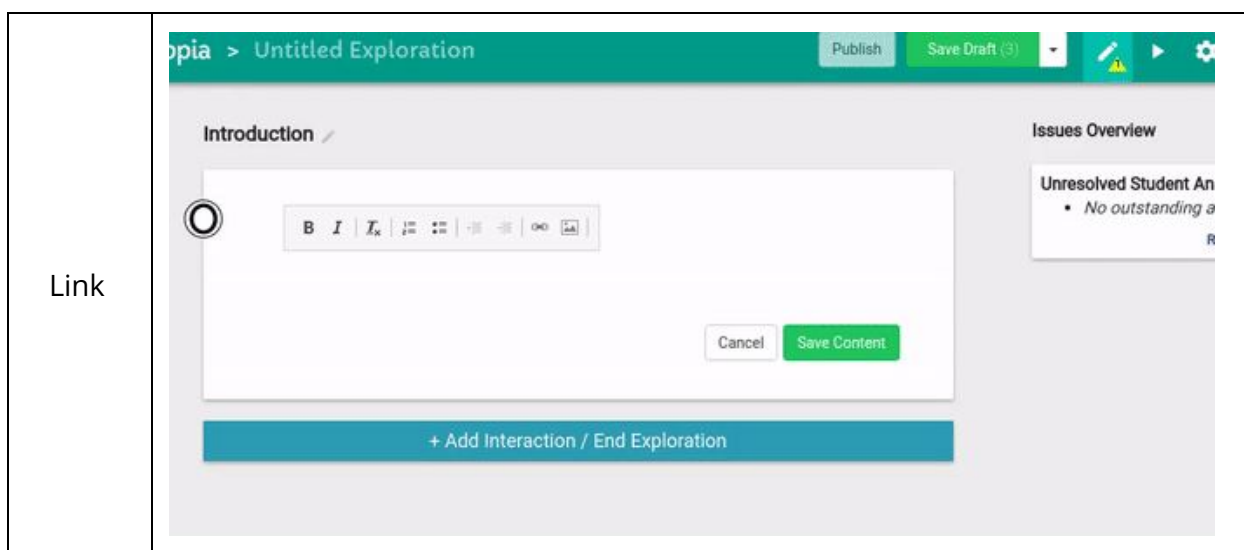 Link
opia > Untitled Exploration
Publish
Save Draft (3)
Introduction
Issues Overview
Unresolved Student An
• No outstanding a
R
B I Tx
Cancel
Save Content
+ Add Interaction / End Exploration